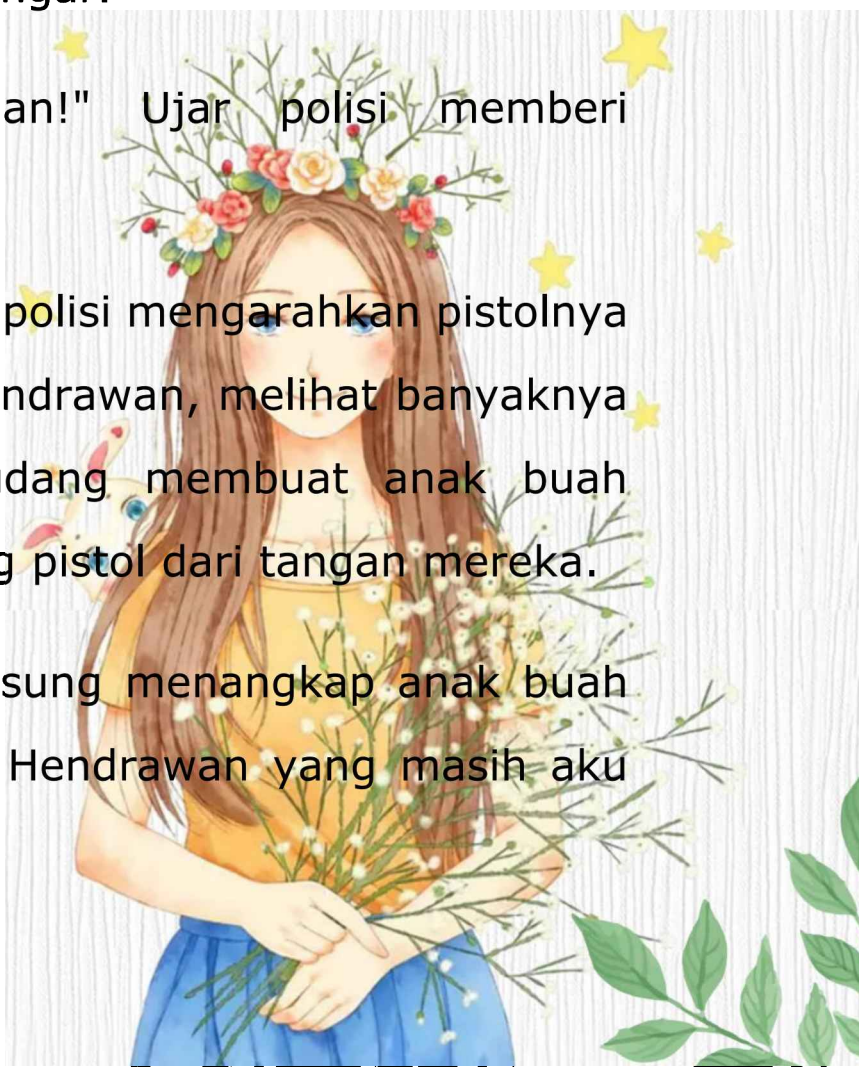 an!" Ujar polisi memberi
polisi mengarahkan pistolnya
ndrawan, melihat banyaknya
dang membuat anak buah
g pistol dari tangan mereka.
sung menangkap anak buah
Hendrawan yang masih aku